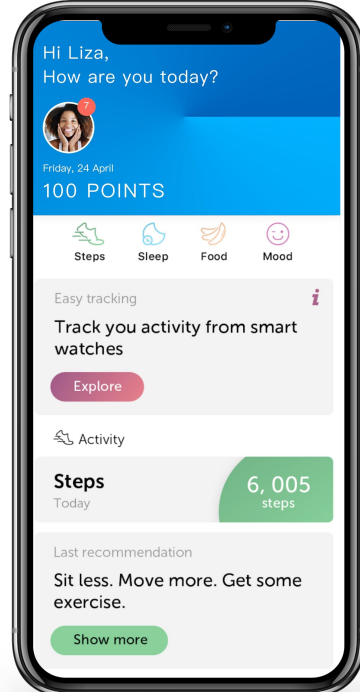 Hi Liza,
How are you today?
7
Friday, 24 April
100 POINTS
Steps Sleep Food Mood
Easy tracking
i
Track you activity from smart
watches
Explore
Activity
Steps
Today
6, 005
steps
Last recommendation
Sit less. Move more. Get some
exercise.
Show more